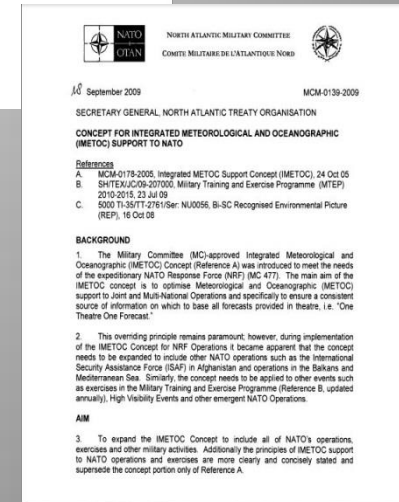 NATO
OTAN
NORTH ATLANTIC MILITARY COMMITTEE
COMITE MILITAIRE DE L'ATLANTIQUE NORD
18 September 2009 MCM-0139-2009
SECRETARY GENERAL, NORTH ATLANTIC TREATY ORGANISATION
CONCEPT FOR INTEGRATED METEOROLOGICAL AND OCEANOGRAPHIC
(IMETOC) SUPPORT TO NATO
References
A. MCM-0178-2005, Integrated METOC Support Concept (IMETOC), 24 Oct 05
B. SH/TEX/JC/09-207000, Military Training and Exercise Programme (MTEP)
2010-2015, 23 Jul 09
C. 5000 TI-35/TT-2761/Ser: NU0056, Bi-SC Recognised Environmental Picture
(REP), 16 Oct 08
BACKGROUND
1. The Military Committee (MC)-approved Integrated Meteorological and
Oceanographic (IMETOC) Concept (Reference A) was introduced to meet the needs
of the expeditionary NATO Response Force (NRF) (MC 477). The main aim of the
IMETOC concept is to optimise Meteorological and Oceanographic (METOC)
support to Joint and Multi-National Operations and specifically to ensure a consistent
source of information on which to base all forecasts provided in theatre, i.e. "One
Theatre One Forecast."
2. This overriding principle remains paramount; however, during implementation
of the IMETOC Concept for NRF Operations it became apparent that the concept
needs to be expanded to include other NATO operations such as the International
Security Assistance Force (ISAF) in Afghanistan and operations in the Balkans and
Mediterranean Sea. Similarly, the concept needs to be applied to other events such
as exercises in the Military Training and Exercise Programme (Reference B, updated
annually), High Visibility Events and other emergent NATO Operations.
AIM
3. To expand the IMETOC Concept to include all of NATO's operations,
exercises and other military activities. Additionally the principles of IMETOC support
to NATO operations and exercises are more clearly and concisely stated and
supersede the concept portion only of Reference A.